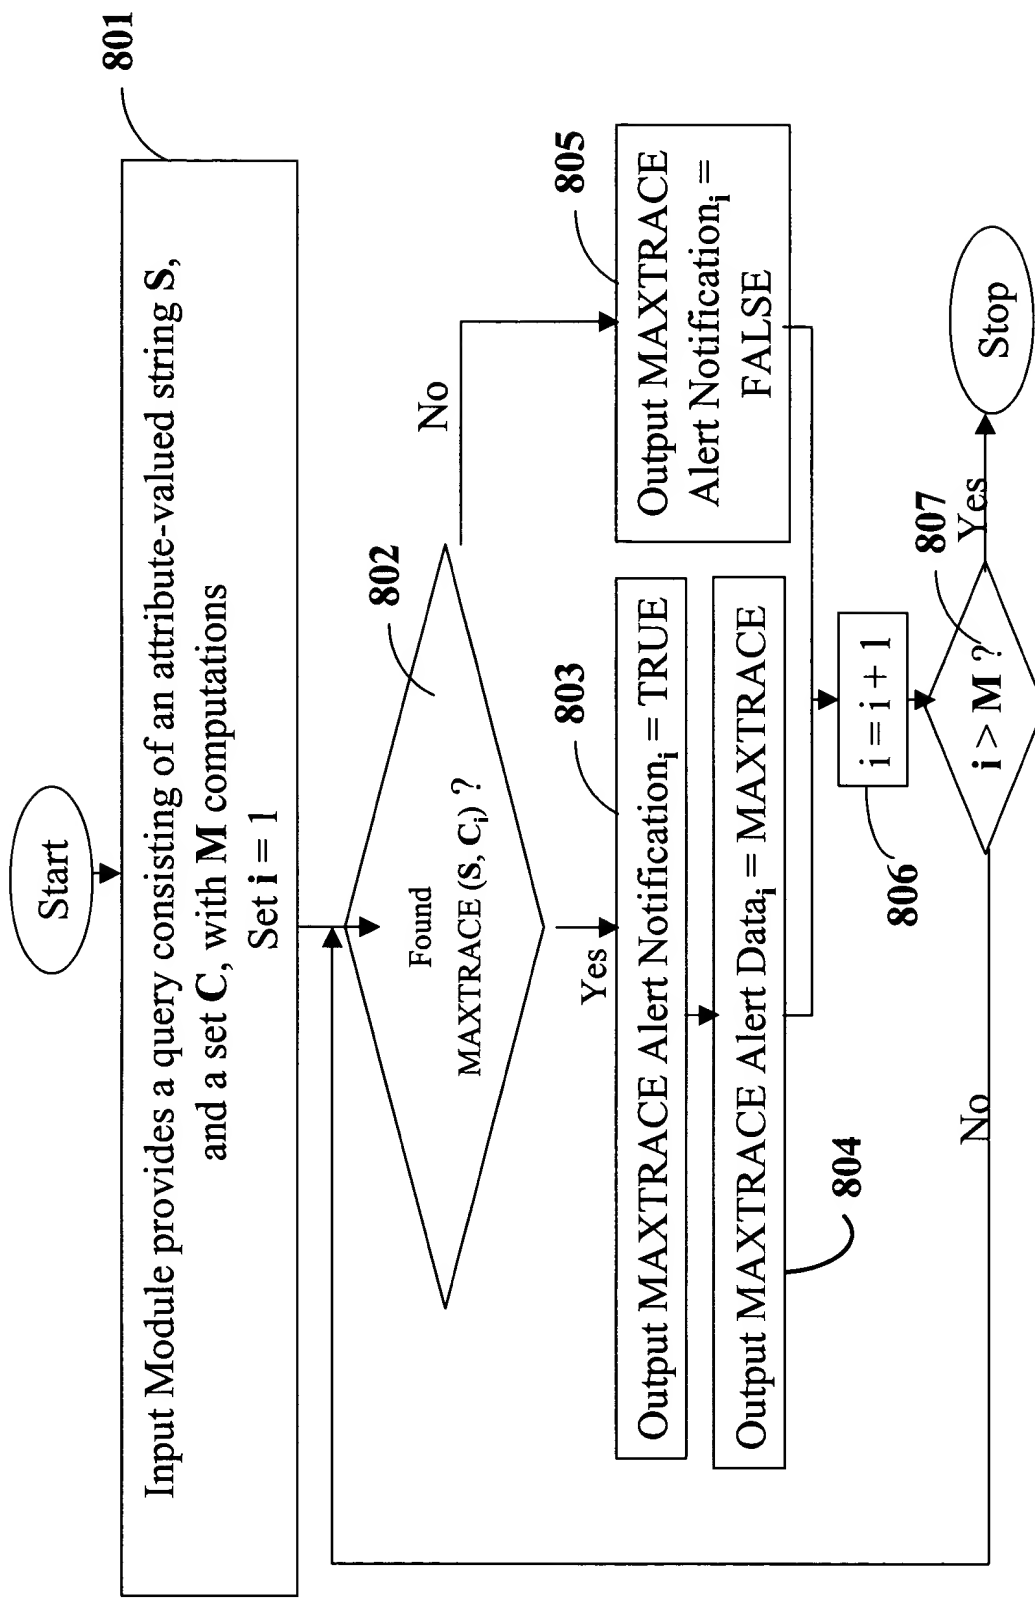 Start
801
Input Module provides a query consisting of an attribute-valued string S,
and a set C, with M computations
Set i = 1
802
Found
MAXTRACE (S, Ci) ?
No
Yes
803
Output MAXTRACE Alert Notificationi = TRUE
805
Output MAXTRACE
Alert Notificationi =
FALSE
Output MAXTRACE Alert Datai = MAXTRACE
804
i = i + 1
806
i > M ?
807
Yes
Stop
No